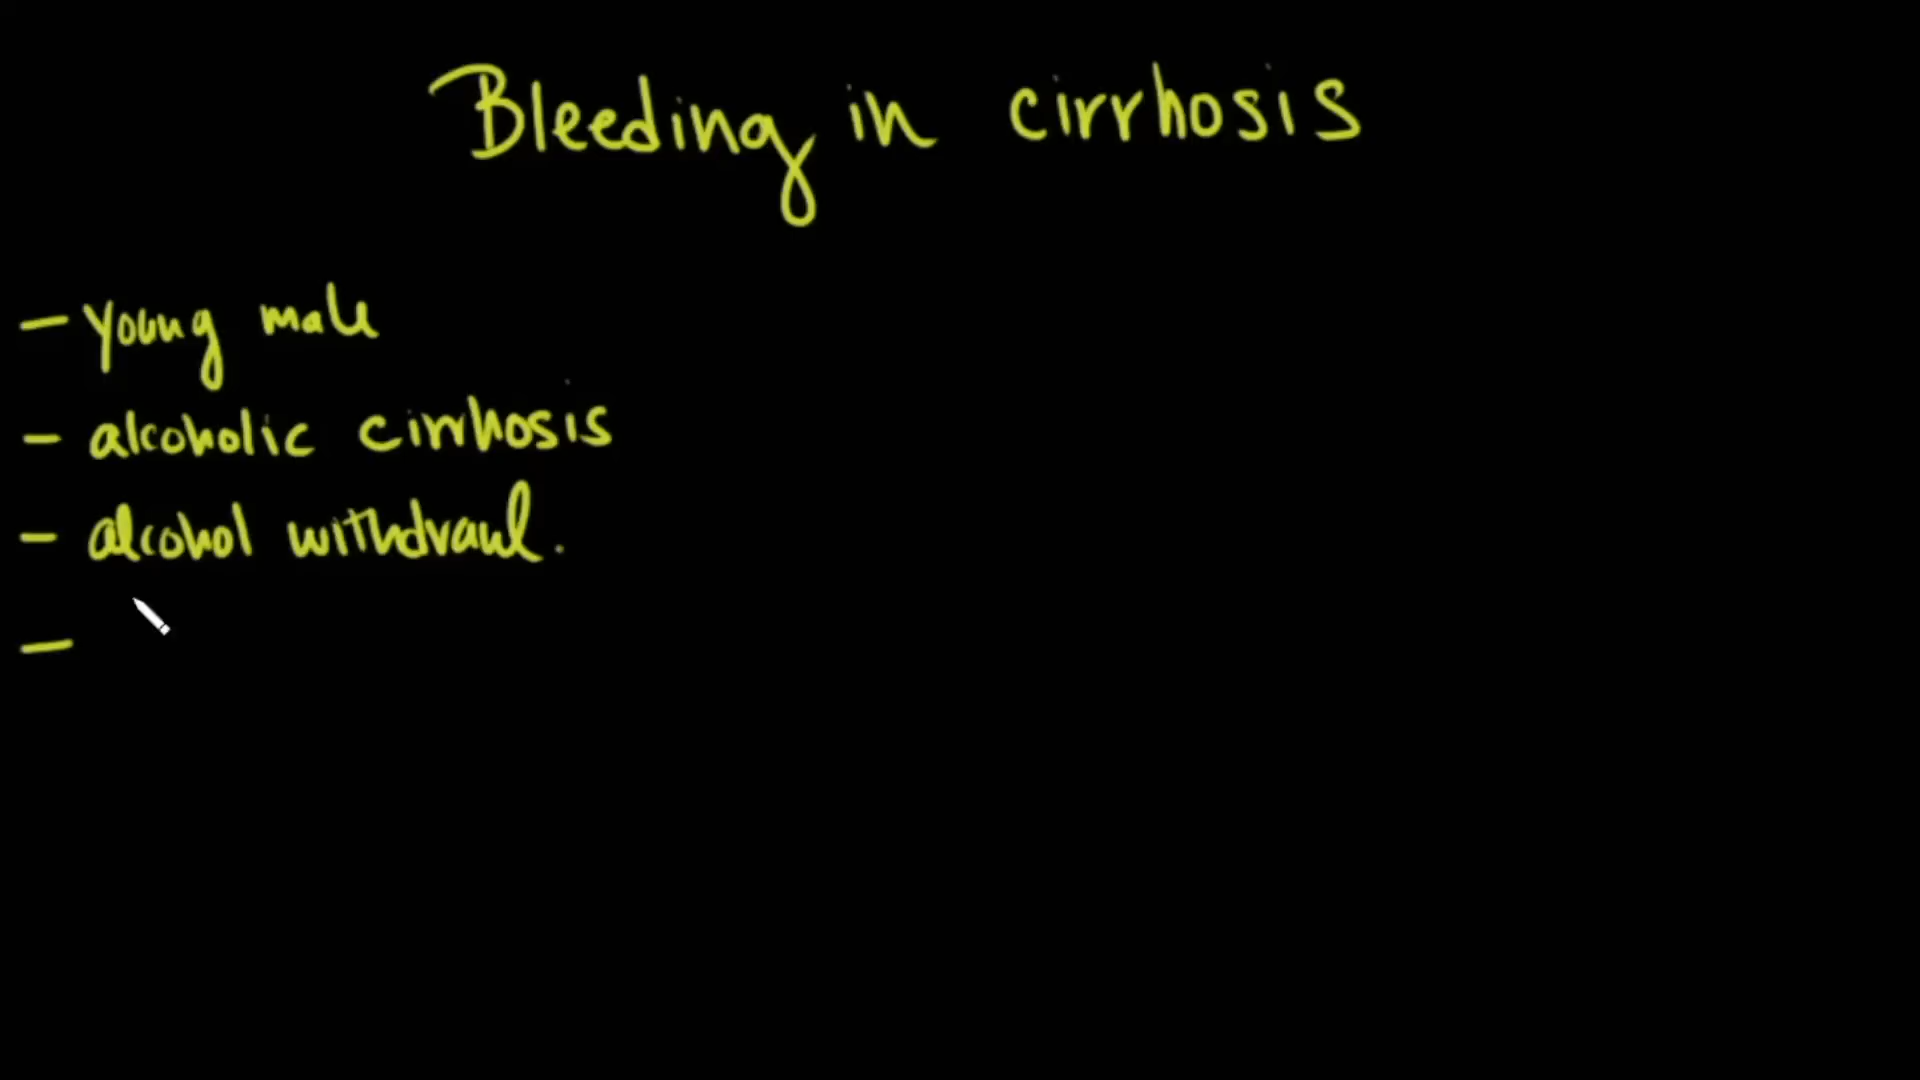 Bleeding in cirrhosis
- young male
- alcoholic cirrhosis
- alcohol withdrawl.
-